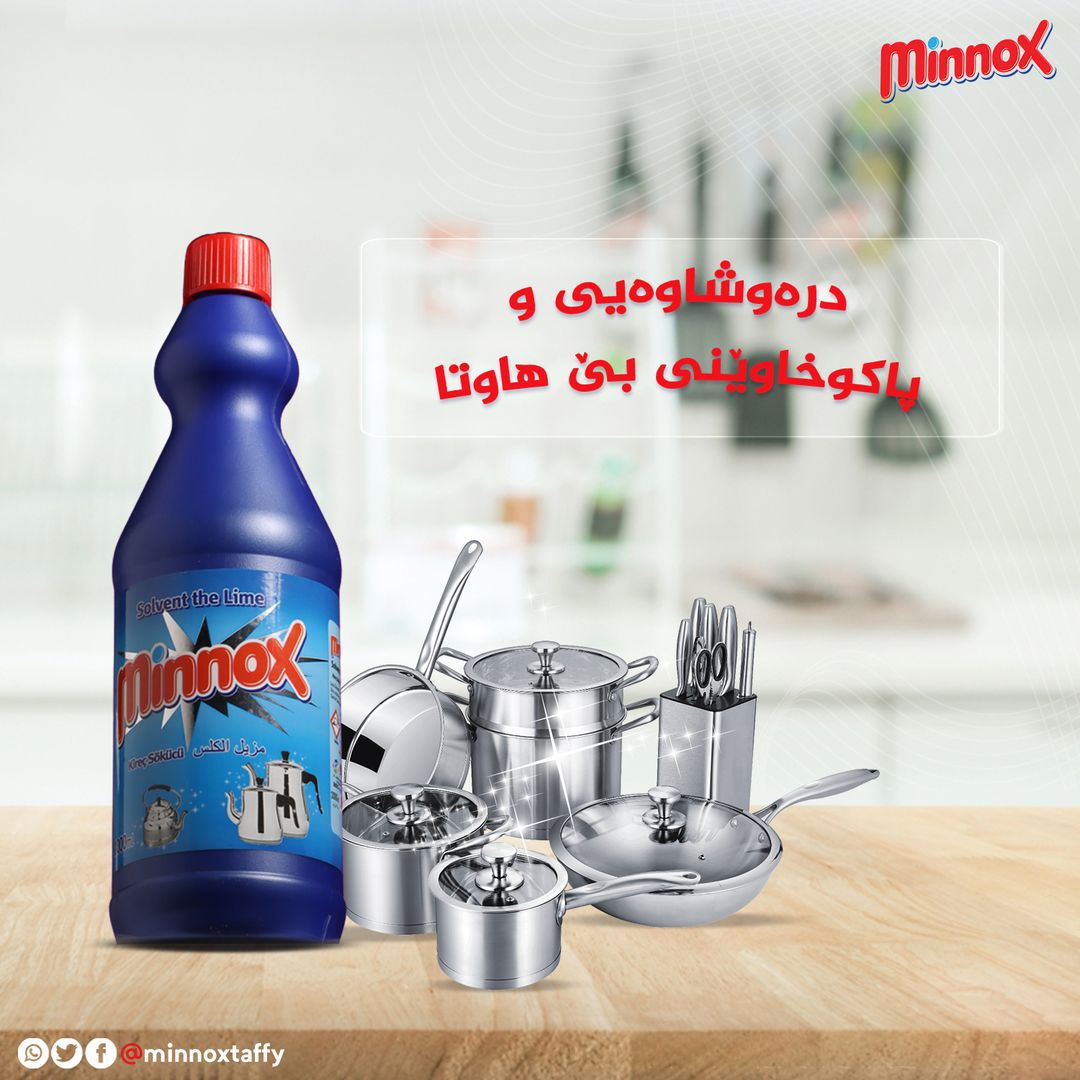 Minnox
درەوشاوەیی و
پاکوخاوێنی بێ هاوتا
Solvent the Lime
Minnox
Kireç Sökücü مزيل الكلس
@minnoxtaffy